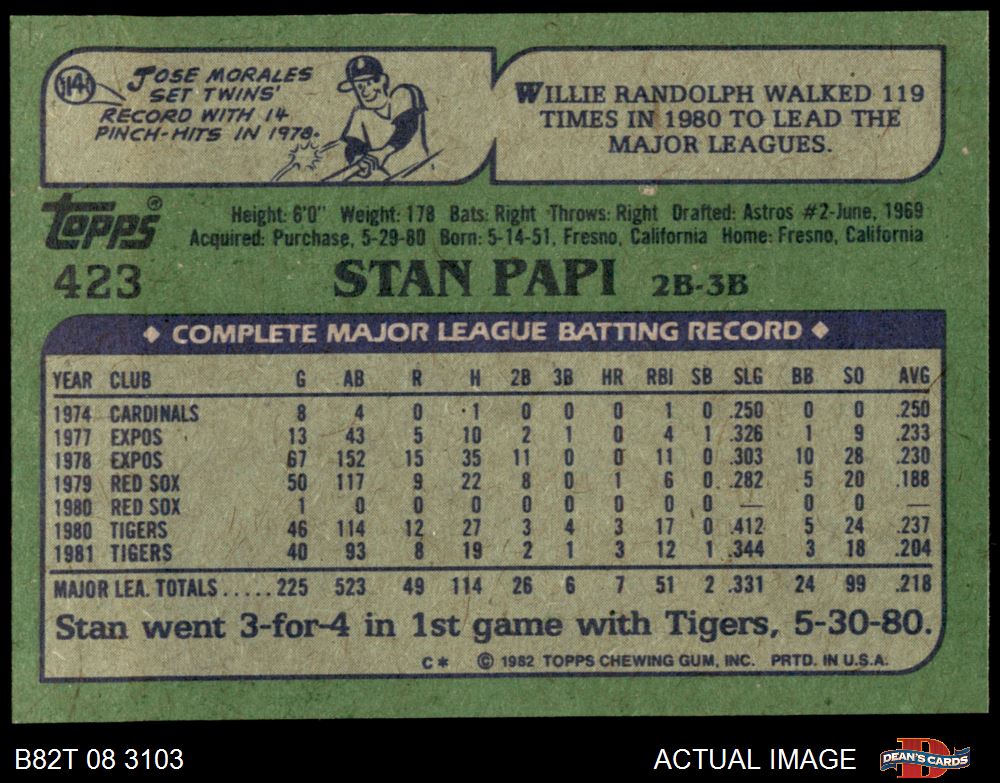 14
JOSE MORALES
SET TWINS'
RECORD WITH 14
PINCH-HITS IN 1978.
WILLIE RANDOLPH WALKED 119
TIMES IN 1980 TO LEAD THE
MAJOR LEAGUES.
TOPPS®
Height: 6'0" Weight: 178 Bats: Right Throws: Right Drafted: Astros #2-June, 1969
Acquired: Purchase, 5-29-80 Born: 5-14-51, Fresno, California Home: Fresno, California
423 STAN PAPI 2B-3B
♦ COMPLETE MAJOR LEAGUE BATTING RECORD ♦
YEAR CLUB G AB R H 2B 3B HR RBI SB SLG BB SO AVG
1974 CARDINALS 8 4 0 1 0 0 0 1 0 .250 0 0 .250
1977 EXPOS 13 43 5 10 2 1 0 4 1 .326 1 9 .233
1978 EXPOS 67 152 15 35 11 0 0 11 0 .303 10 28 .230
1979 RED SOX 50 117 9 22 8 0 1 6 0 .282 5 20 .188
1980 RED SOX 1 0 0 0 0 0 0 0 0 — 0 0 —
1980 TIGERS 46 114 12 27 3 4 3 17 0 .412 5 24 .237
1981 TIGERS 40 93 8 19 2 1 3 12 1 .344 3 18 .204
MAJOR LEA. TOTALS ..... 225 523 49 114 26 6 7 51 2 .331 24 99 .218
Stan went 3-for-4 in 1st game with Tigers, 5-30-80.
C* © 1982 TOPPS CHEWING GUM, INC. PRTD. IN U.S.A.
B82T 08 3103 ACTUAL IMAGE D DEAN'S CARDS